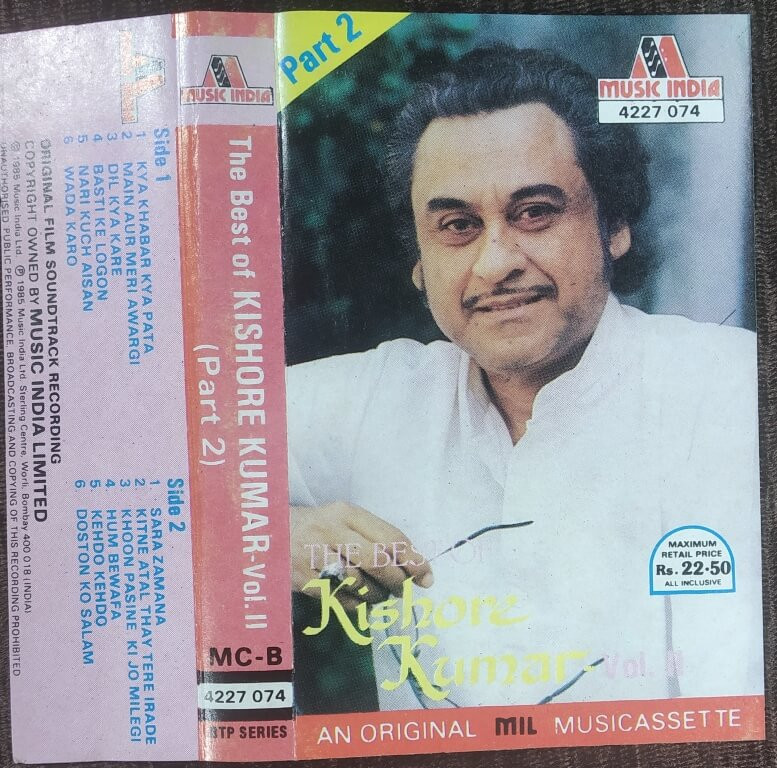 Side 1
1 KYA KHABAR KYA PATA
2 MAIN AUR MERI AWARGI
3 DIL KYA KARE
4 BASTI KE LOGON
5 NARI KUCH AISAN
6 WADA KARO
Side 2
1. SARA ZAMANA
2. KITNE ATAL THAY TERE IRADE
3 KHOON PASINE KI JO MILEGI
4. HUM BEWAFA
5. KEHDO KEHDO
6. DOSTON KO SALAM
ORIGINAL FILM SOUNDTRACK RECORDING
COPYRIGHT OWNED BY MUSIC INDIA LIMITED
© 1985 Music India Ltd. ℗ 1985 Music India Ltd. Sterling Centre, Worli, Bombay 400 018 (INDIA)
UNAUTHORISED PUBLIC PERFORMANCE, BROADCASTING AND COPYING OF THIS RECORDING PROHIBITED
MUSIC INDIA
The Best of KISHORE KUMAR-Vol. II
(Part 2)
MC-B
4227 074
BTP SERIES
Part 2
MUSIC INDIA
4227 074
THE BEST OF
Kishore
Kumar-Vol. II
MAXIMUM
RETAIL PRICE
Rs. 22·50
ALL INCLUSIVE
AN ORIGINAL MIL MUSICASSETTE